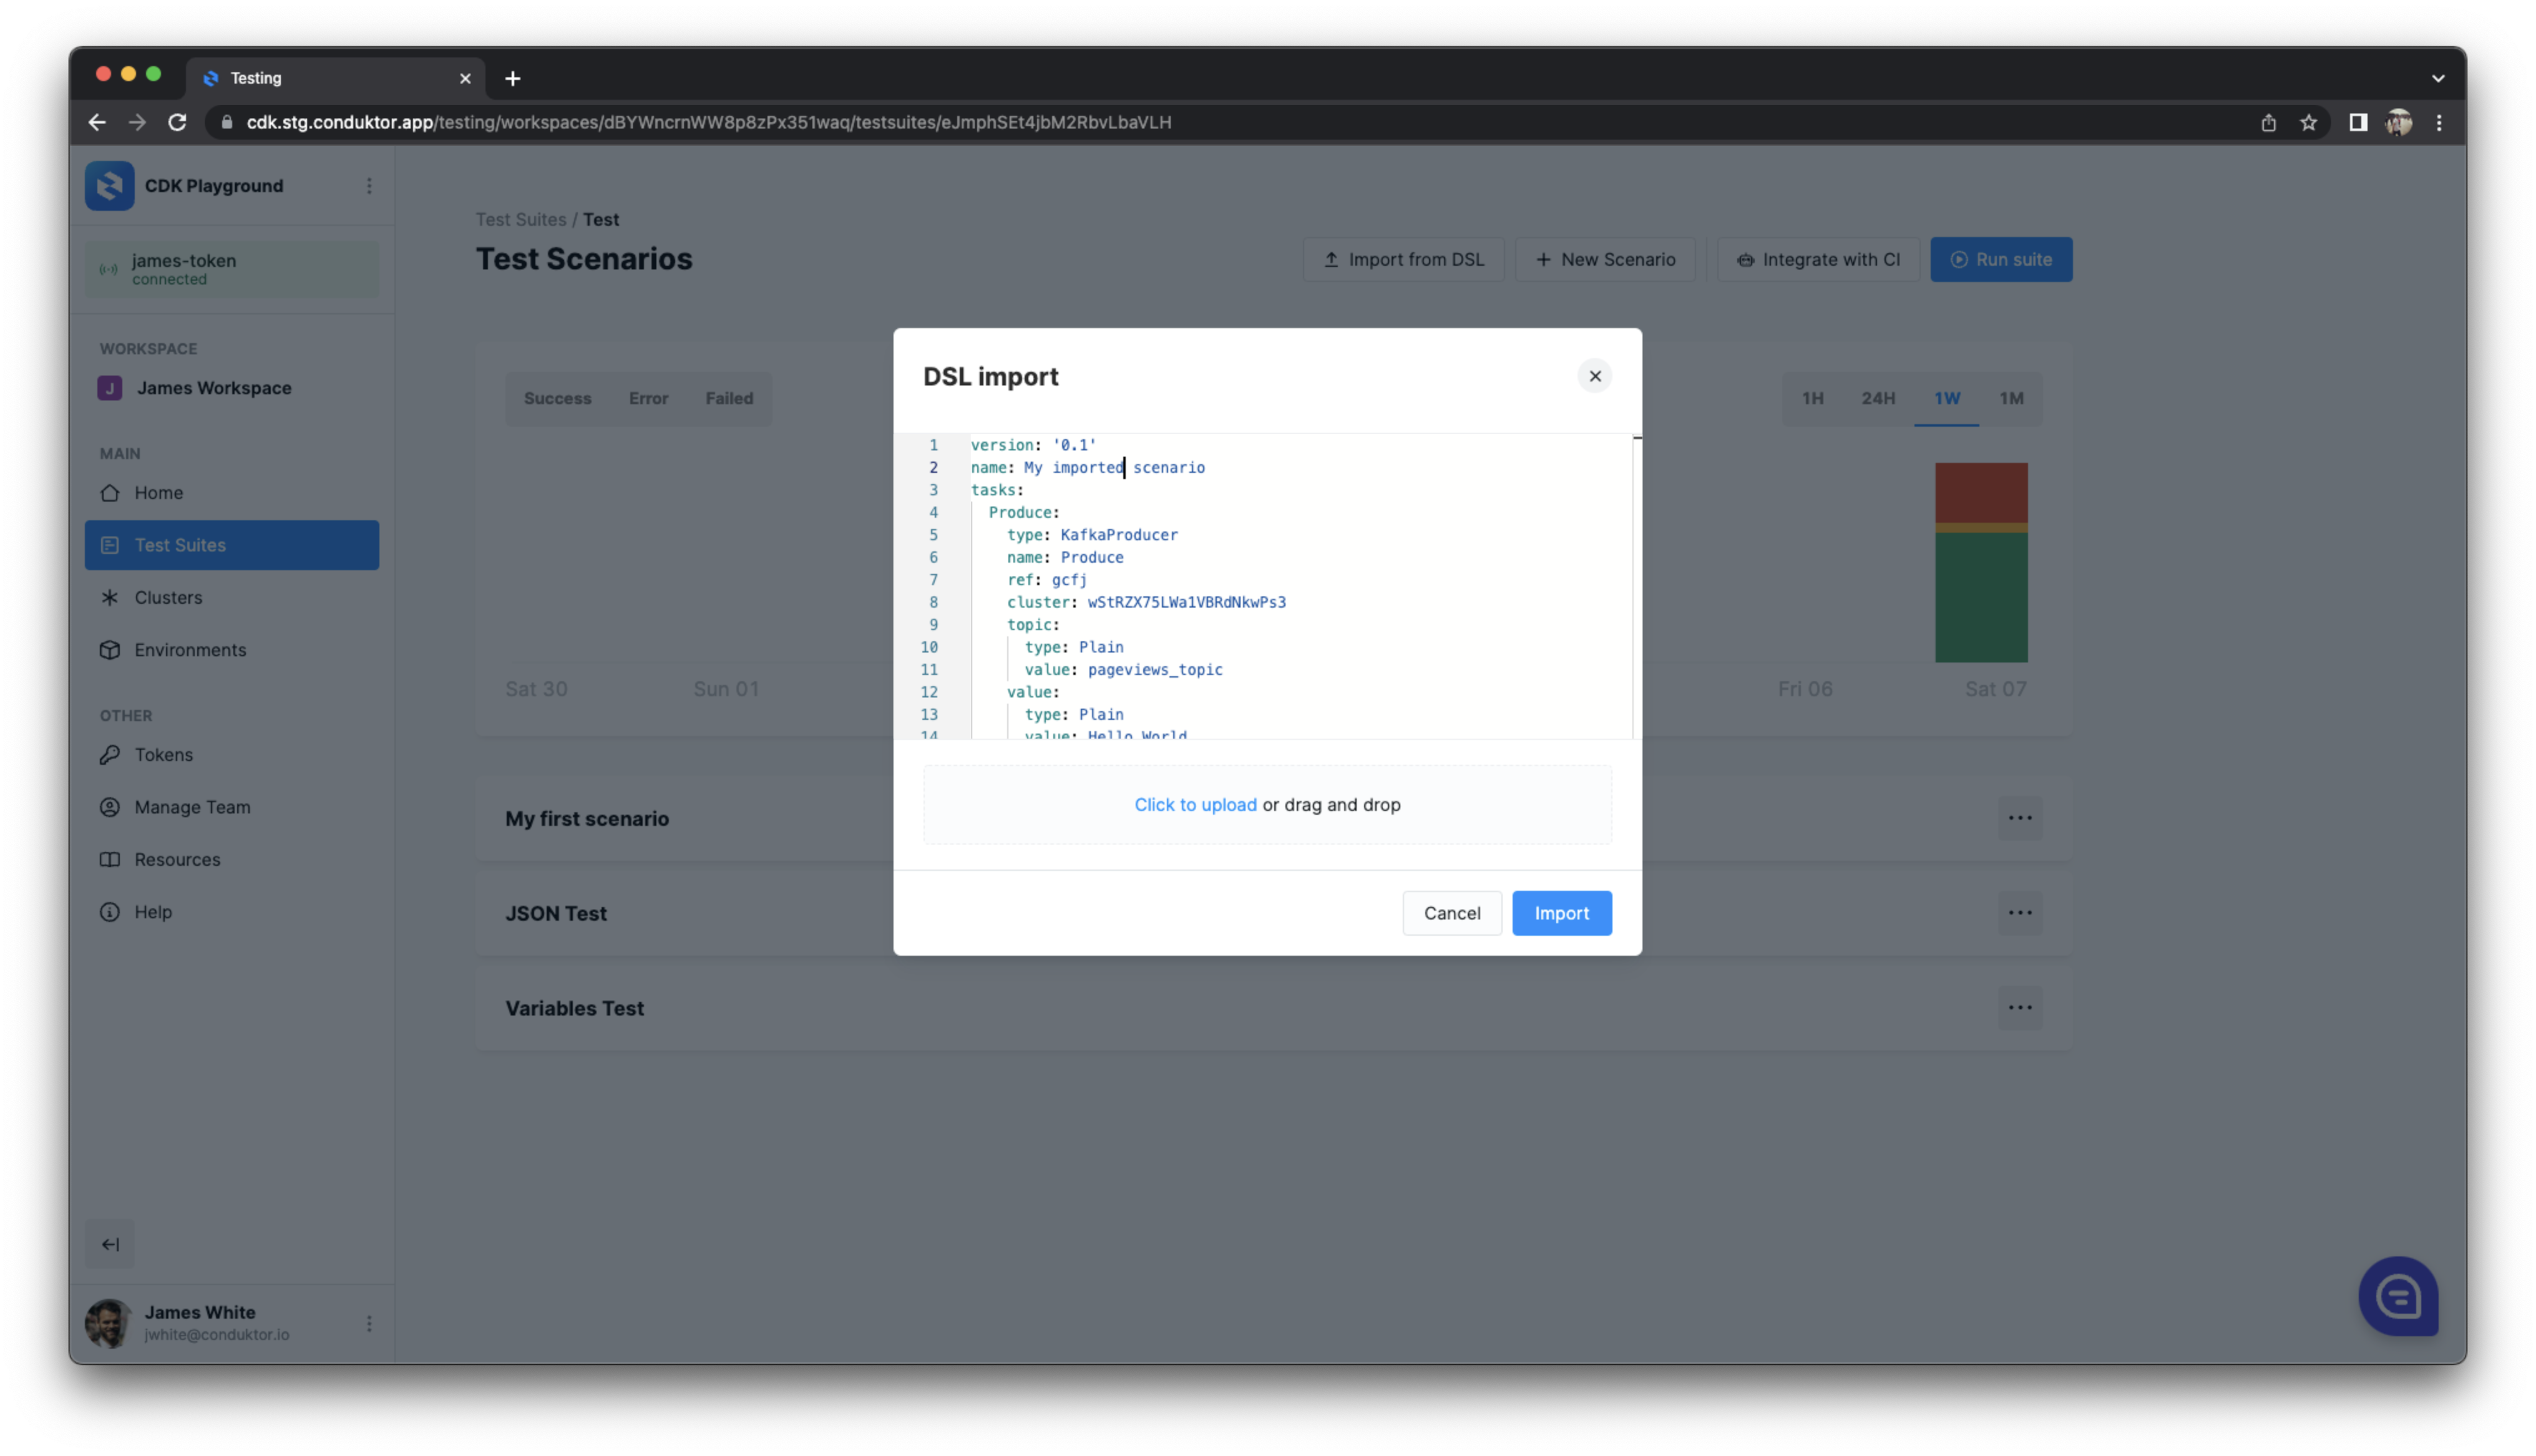 Testing
cdk.stg.conduktor.app/testing/workspaces/dBYWncrnWW8p8zPx351waq/testsuites/eJmphSEt4jbM2RbvLbaVLH
CDK Playground
james-token
connected
WORKSPACE
J James Workspace
MAIN
Home
Test Suites
Clusters
Environments
OTHER
Tokens
Manage Team
Resources
Help
James White
jwhite@conduktor.io
Test Suites / Test
Test Scenarios
Import from DSL
+ New Scenario
Integrate with CI
Run suite
Success Error Failed
1H 24H 1W 1M
Sat 30 Sun 01 Fri 06 Sat 07
My first scenario
JSON Test
Variables Test
DSL import
1 version: '0.1'
2 name: My imported scenario
3 tasks:
4 Produce:
5 type: KafkaProducer
6 name: Produce
7 ref: gcfj
8 cluster: wStRZX75LWa1VBRdNkwPs3
9 topic:
10 type: Plain
11 value: pageviews_topic
12 value:
13 type: Plain
14 value: Hello World
Click to upload or drag and drop
Cancel
Import